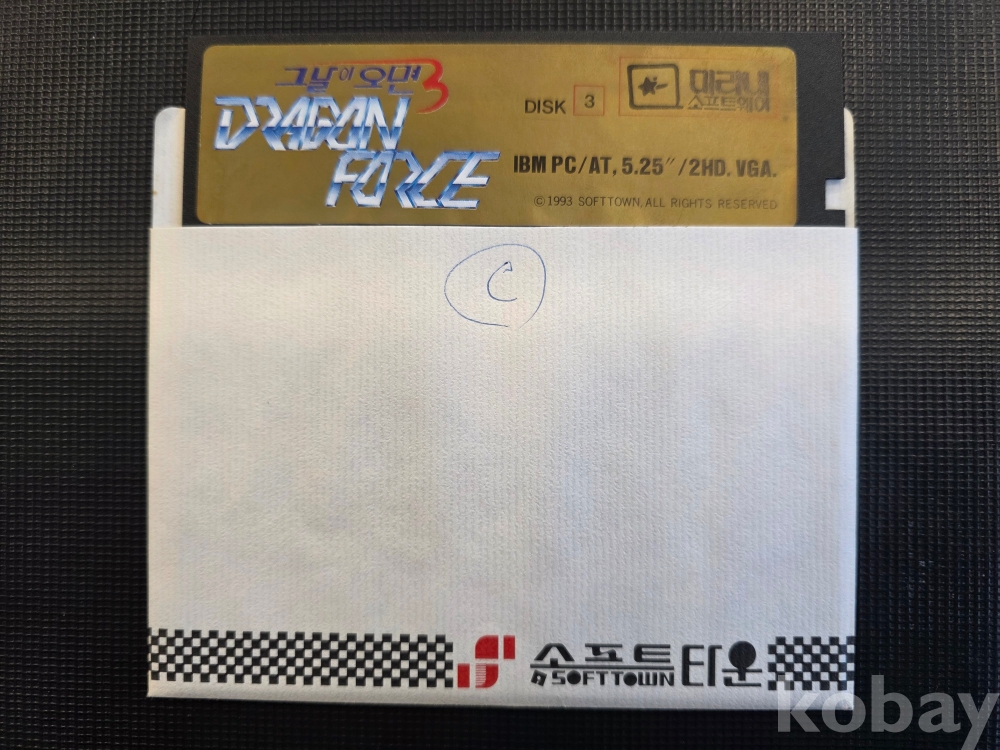 그날이 오면 3
DRAGON
FORCE
DISK 3
미리내
소프트웨어
IBM PC/AT, 5.25″/2HD. VGA.
©1993 SOFTTOWN, ALL RIGHTS RESERVED
C
소프트타운
SOFTTOWN
kobay